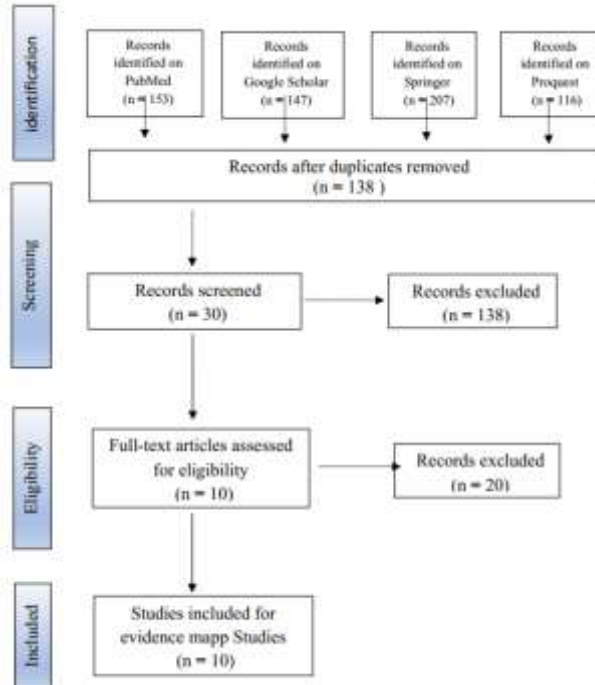 identification
Records
identified on
PubMed
(n = 153)
Records
identified on
Google Scholar
(n = 147)
Records
identified on
Springer
(n = 207)
Records
identified on
Proquest
(n = 116)
Records after duplicates removed
(n = 138 )
Screening
Records screened
(n = 30)
Records excluded
(n = 138)
Eligibility
Full-text articles assessed
for eligibility
(n = 10)
Records excluded
(n = 20)
Included
Studies included for
evidence mapp Studies
(n = 10)